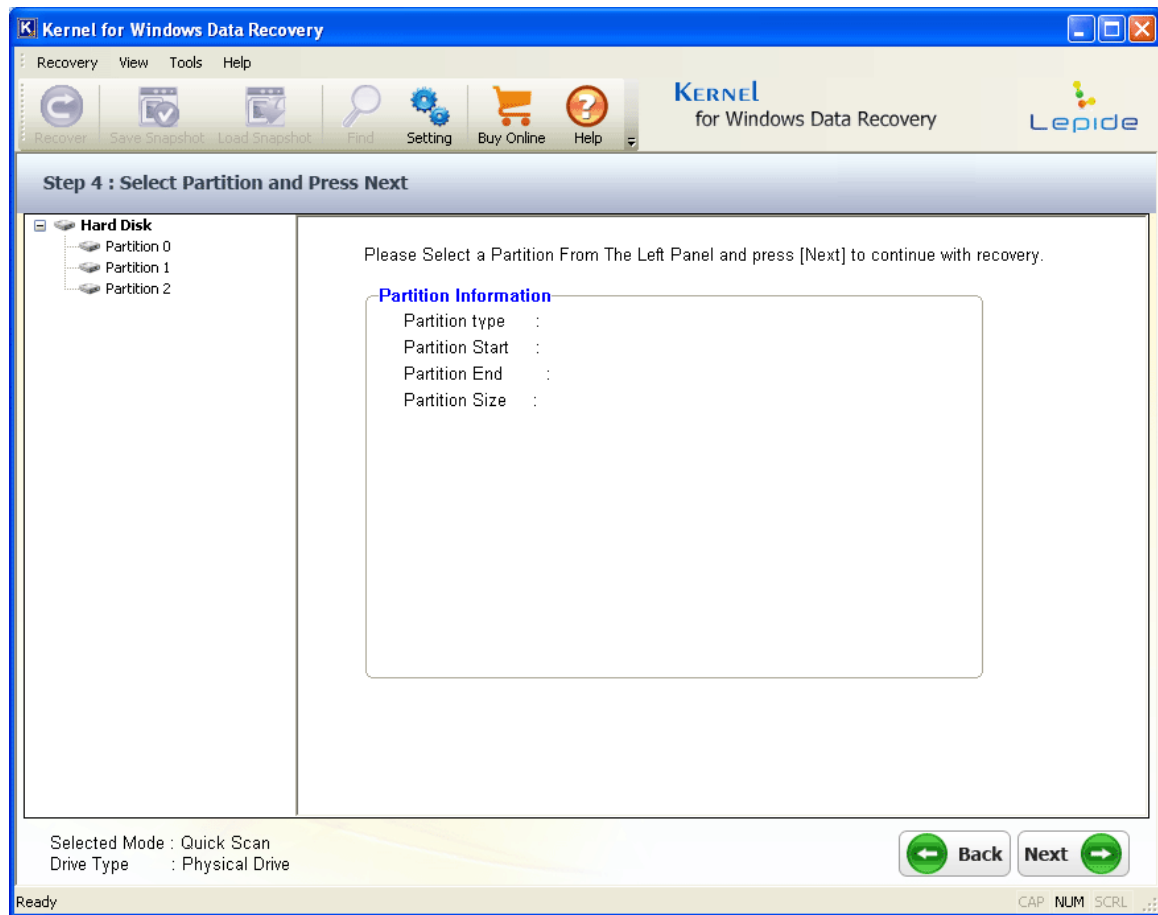 Kernel for Windows Data Recovery
Recovery View Tools Help
KERNEL
for Windows Data Recovery
Lepide
Recover Save Snapshot Load Snapshot Find Setting Buy Online Help
Step 4 : Select Partition and Press Next
Hard Disk
Partition 0
Partition 1
Partition 2
Please Select a Partition From The Left Panel and press [Next] to continue with recovery.
Partition Information
Partition type :
Partition Start :
Partition End :
Partition Size :
Selected Mode : Quick Scan
Drive Type : Physical Drive
Back Next
Ready CAP NUM SCRL